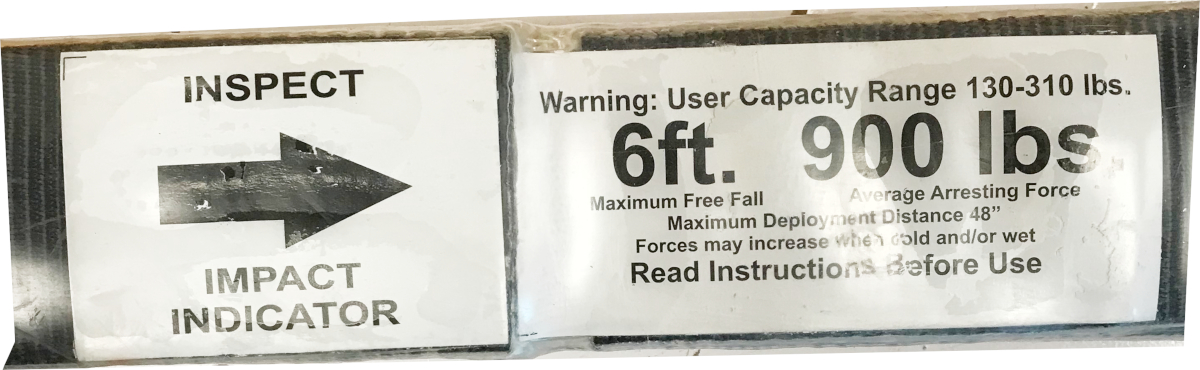 INSPECT
IMPACT
INDICATOR
Warning: User Capacity Range 130-310 lbs.
6ft. 900 lbs.
Maximum Free Fall Average Arresting Force
Maximum Deployment Distance 48”
Forces may increase when cold and/or wet
Read Instructions Before Use